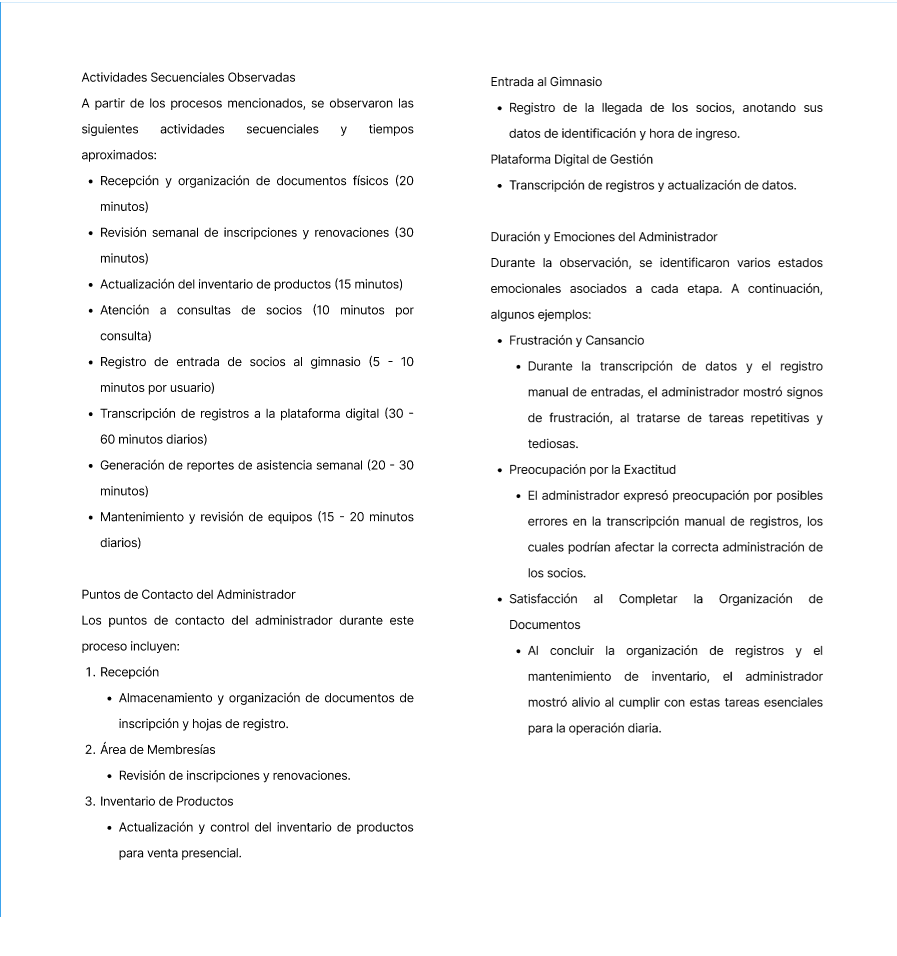 Actividades Secuenciales Observadas
A partir de los procesos mencionados, se observaron las
siguientes actividades secuenciales y tiempos
aproximados:
• Recepción y organización de documentos físicos (20
minutos)
• Revisión semanal de inscripciones y renovaciones (30
minutos)
• Actualización del inventario de productos (15 minutos)
• Atención a consultas de socios (10 minutos por
consulta)
• Registro de entrada de socios al gimnasio (5 - 10
minutos por usuario)
• Transcripción de registros a la plataforma digital (30 -
60 minutos diarios)
• Generación de reportes de asistencia semanal (20 - 30
minutos)
• Mantenimiento y revisión de equipos (15 - 20 minutos
diarios)
Puntos de Contacto del Administrador
Los puntos de contacto del administrador durante este
proceso incluyen:
1. Recepción
• Almacenamiento y organización de documentos de
inscripción y hojas de registro.
2. Área de Membresías
• Revisión de inscripciones y renovaciones.
3. Inventario de Productos
• Actualización y control del inventario de productos
para venta presencial.
Entrada al Gimnasio
• Registro de la llegada de los socios, anotando sus
datos de identificación y hora de ingreso.
Plataforma Digital de Gestión
• Transcripción de registros y actualización de datos.
Duración y Emociones del Administrador
Durante la observación, se identificaron varios estados
emocionales asociados a cada etapa. A continuación,
algunos ejemplos:
• Frustración y Cansancio
• Durante la transcripción de datos y el registro
manual de entradas, el administrador mostró signos
de frustración, al tratarse de tareas repetitivas y
tediosas.
• Preocupación por la Exactitud
• El administrador expresó preocupación por posibles
errores en la transcripción manual de registros, los
cuales podrían afectar la correcta administración de
los socios.
• Satisfacción al Completar la Organización de
Documentos
• Al concluir la organización de registros y el
mantenimiento de inventario, el administrador
mostró alivio al cumplir con estas tareas esenciales
para la operación diaria.